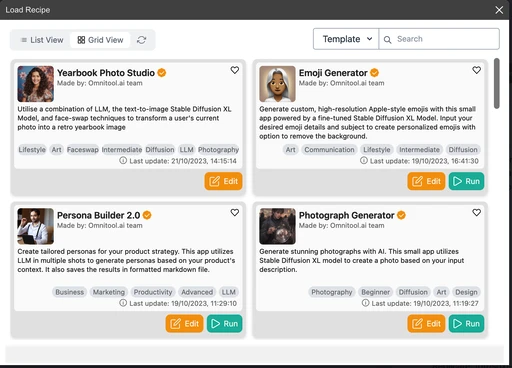 Load Recipe
List View
Grid View
Template
Search
Yearbook Photo Studio
Made by: Omnitool.ai team
Utilise a combination of LLM, the text-to-image Stable Diffusion XL
Model, and face-swap techniques to transform a user's current
photo into a retro yearbook image
Lifestyle Art Faceswap Intermediate Diffusion LLM Photography
Last update: 21/10/2023, 14:15:14
Edit
Emoji Generator
Made by: Omnitool.ai team
Generate custom, high-resolution Apple-style emojis with this small
app powered by a fine-tuned Stable Diffusion XL Model. Input your
desired emoji details and subject to create personalized emojis with
option to remove the background.
Art Communication Lifestyle Intermediate Diffusion
Last update: 19/10/2023, 16:41:30
Edit
Run
Persona Builder 2.0
Made by: Omnitool.ai team
Create tailored personas for your product strategy. This app utilizes
LLM in multiple shots to generate personas based on your product's
context. It also saves the results in formatted markdown file.
Business Marketing Productivity Advanced LLM
Last update: 19/10/2023, 11:29:10
Edit
Run
Photograph Generator
Made by: Omnitool.ai team
Generate stunning photographs with AI. This small app utilizes
Stable Diffusion XL model to create a photo based on your input
description.
Photography Beginner Diffusion Art Design
Last update: 19/10/2023, 11:19:27
Edit
Run